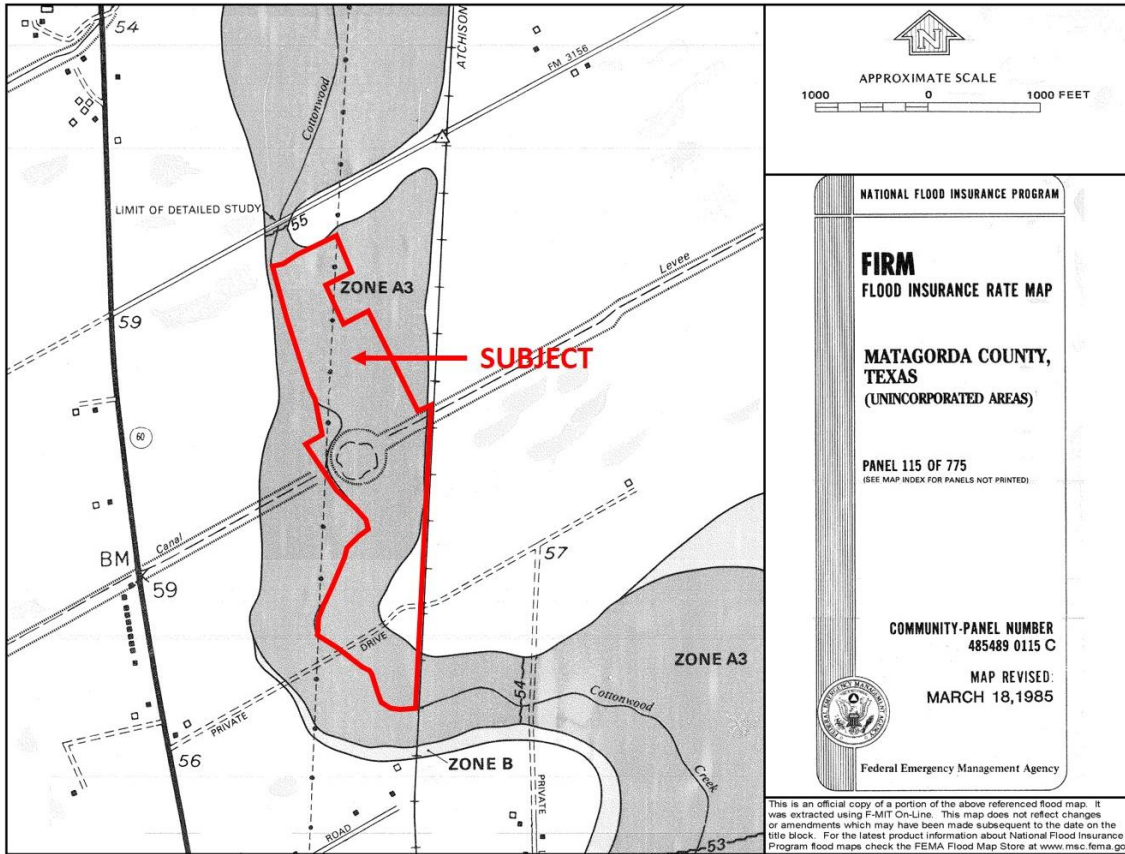 54
ATCHISON
FM 3156
Cottonwood
LIMIT OF DETAILED STUDY
55
ZONE A3
Levee
59
SUBJECT
60
Canal
BM
59
57
DRIVE
PRIVATE
54
ZONE A3
Cottonwood
Creek
56
ZONE B
PRIVATE
ROAD
53
N
APPROXIMATE SCALE
1000 0 1000 FEET
NATIONAL FLOOD INSURANCE PROGRAM
FIRM
FLOOD INSURANCE RATE MAP
MATAGORDA COUNTY,
TEXAS
(UNINCORPORATED AREAS)
PANEL 115 OF 775
(SEE MAP INDEX FOR PANELS NOT PRINTED)
COMMUNITY-PANEL NUMBER
485489 0115 C
MAP REVISED:
MARCH 18,1985
Federal Emergency Management Agency
This is an official copy of a portion of the above referenced flood map. It
was extracted using F-MIT On-Line. This map does not reflect changes
or amendments which may have been made subsequent to the date on the
title block. For the latest product information about National Flood Insurance
Program flood maps check the FEMA Flood Map Store at www.msc.fema.go